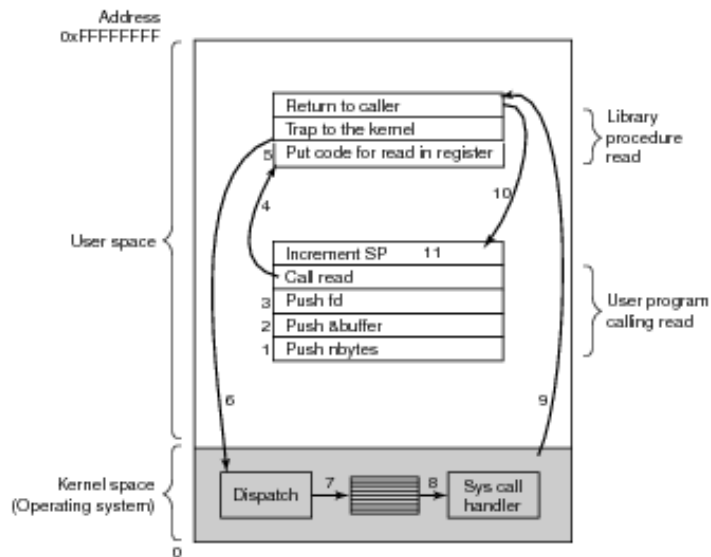 Address
0xFFFFFFFF
Return to caller
Trap to the kernel
5 Put code for read in register
Library
procedure
read
4
10
User space
Increment SP 11
Call read
3 Push fd
2 Push &buffer
1 Push nbytes
User program
calling read
6
9
Kernel space
(Operating system)
Dispatch
7
8
Sys call
handler
0